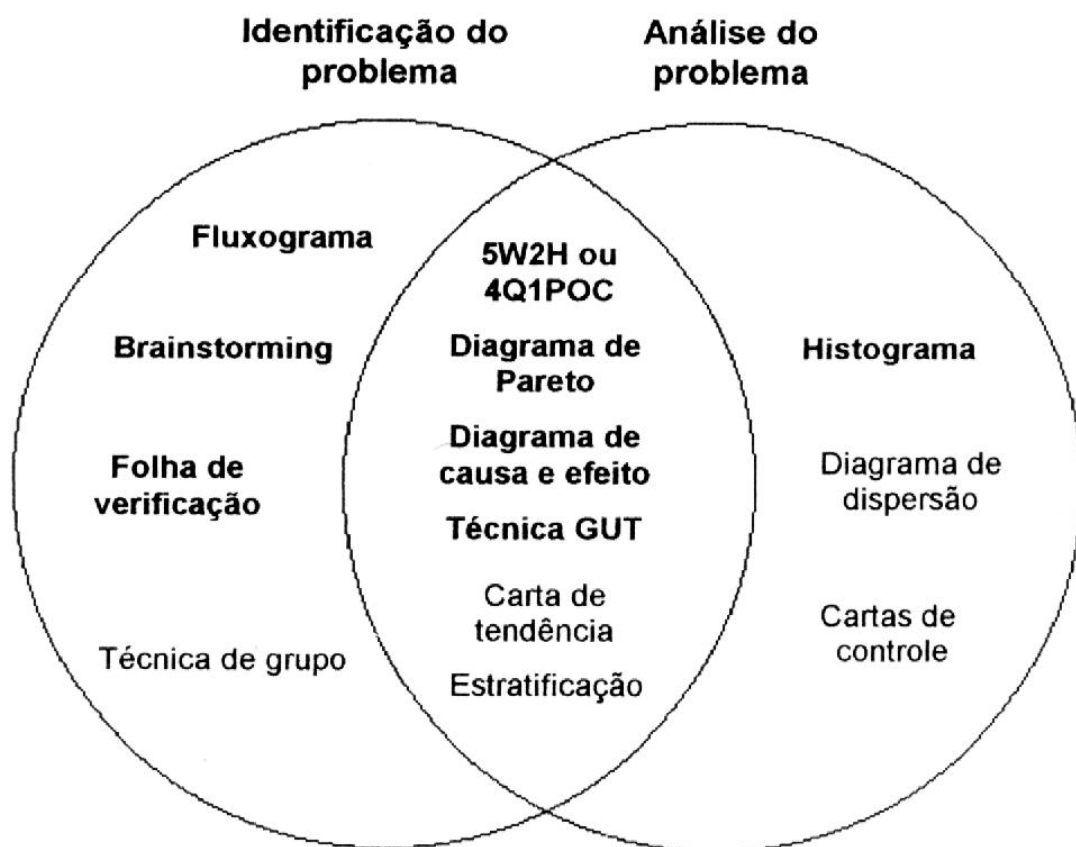 Identificação do
problema
Análise do
problema
Fluxograma
Brainstorming
Folha de
verificação
Técnica de grupo
5W2H ou
4Q1POC
Diagrama de
Pareto
Diagrama de
causa e efeito
Técnica GUT
Carta de
tendência
Estratificação
Histograma
Diagrama de
dispersão
Cartas de
controle